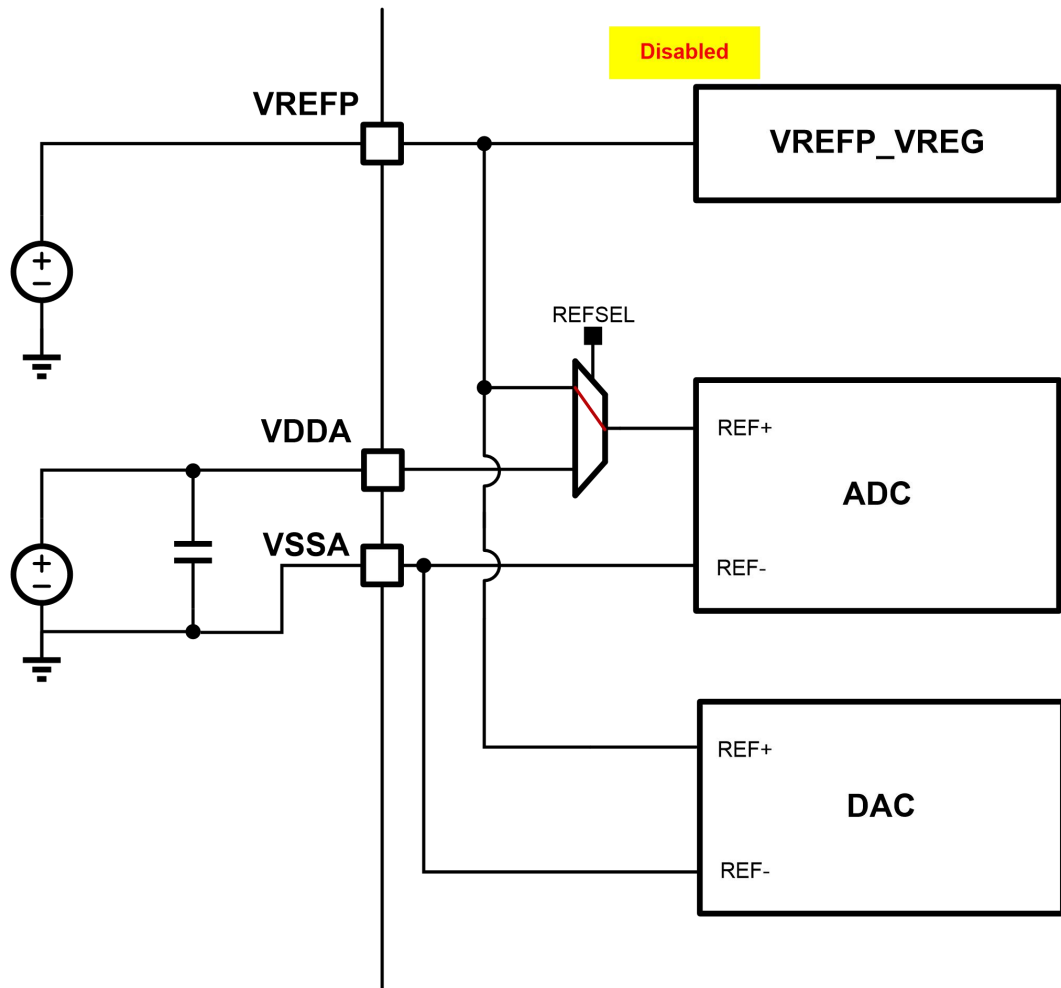 Disabled
VREFP
VREFP_VREG
REFSEL
VDDA
REF+
ADC
VSSA
REF-
REF+
DAC
REF-